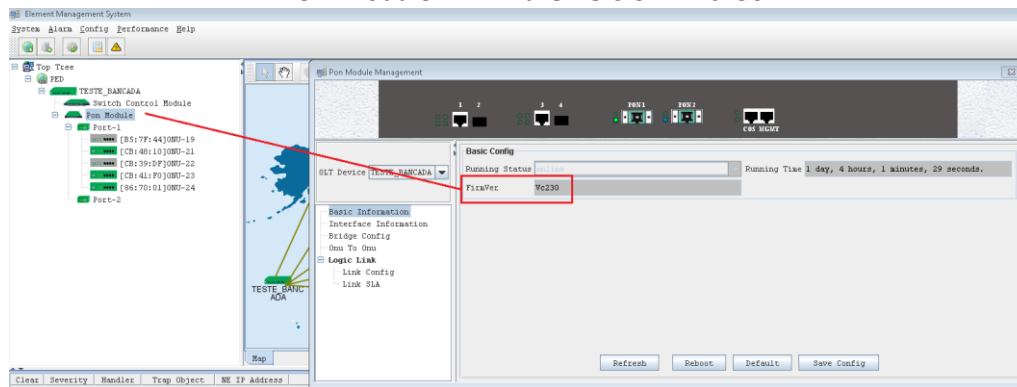 Element Management System
System Alarm Config Performance Help
Top Tree
PED
TESTE_BANCADA
Switch Control Module
Pon Module
Port-1
[B5:7F:44]ONU-19
[CB:48:10]ONU-21
[CB:39:DF]ONU-22
[CB:41:F0]ONU-23
[86:70:01]ONU-24
Port-2
TESTE_BANC
ADA
Map
Pon Module Management
1 2 3 4 PON1 PON2
COS MGMT
OLT Device TESTE_BANCADA
Basic Information
Interface Information
Bridge Config
Onu To Onu
Logic Link
Link Config
Link SLA
Basic Config
Running Status online Running Time 1 day, 4 hours, 1 minutes, 29 seconds.
FirmVer Vc230
Refresh Reboot Default Save Config
Clear Severity Handler Trap Object NE IP Address